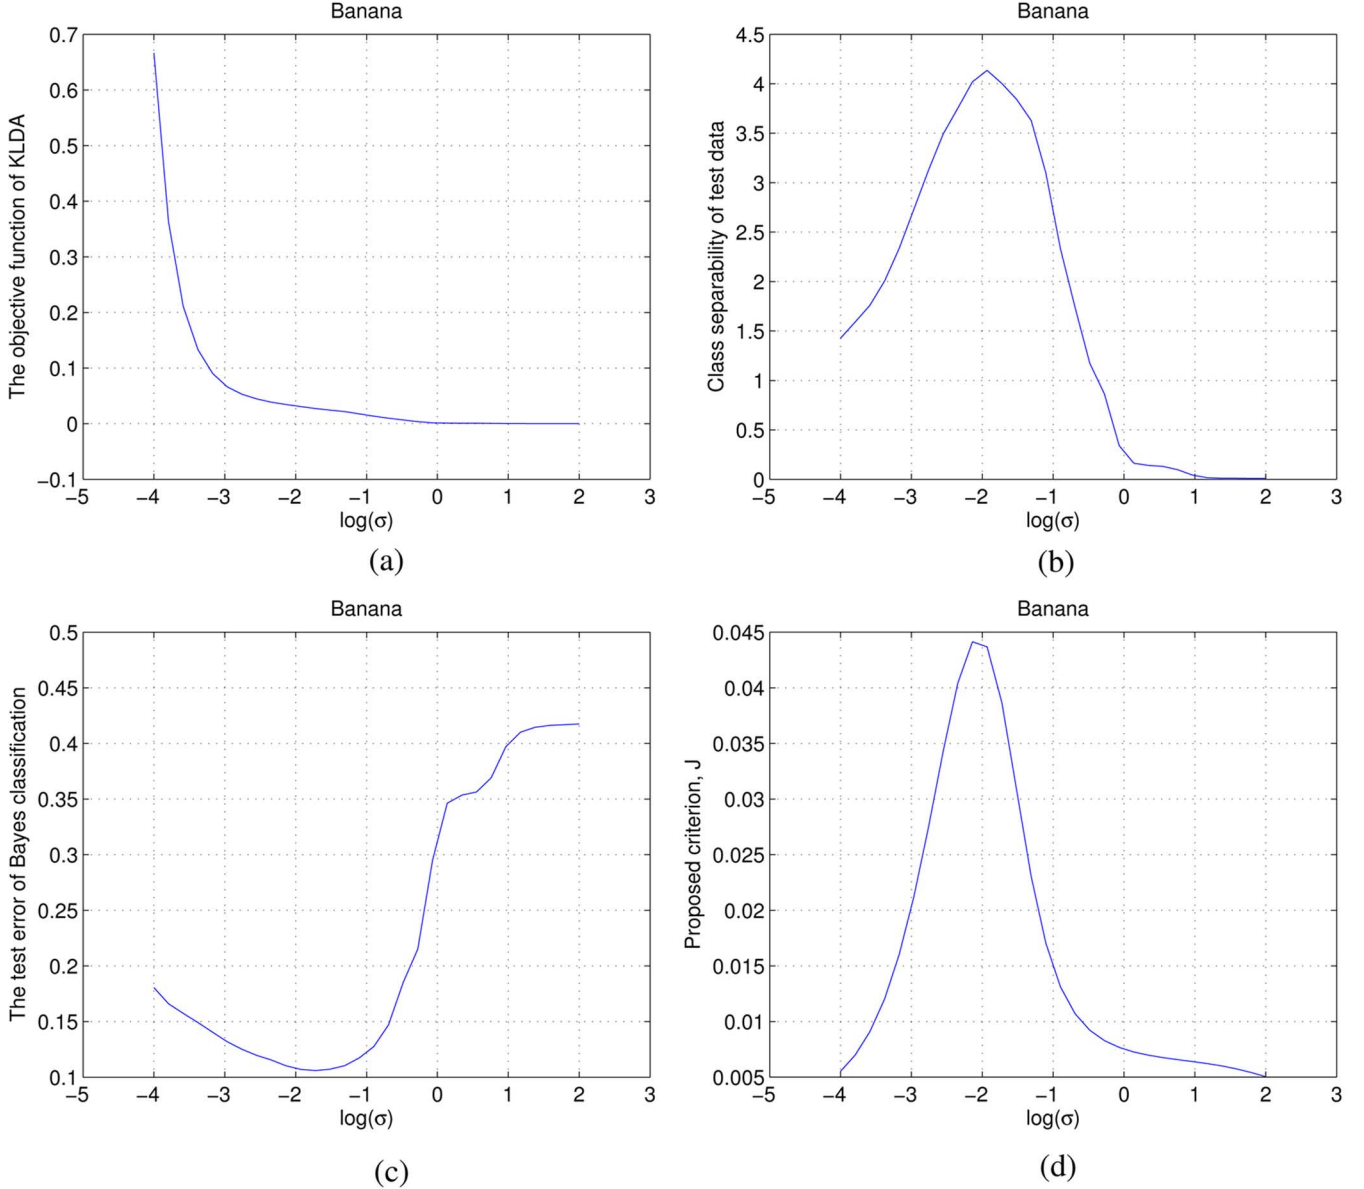 Banana
The objective function of KLDA
0.7
0.6
0.5
0.4
0.3
0.2
0.1
0
−0.1
−5 −4 −3 −2 −1 0 1 2 3
log(σ)
(a)
Banana
Class separability of test data
4.5
4
3.5
3
2.5
2
1.5
1
0.5
0
−5 −4 −3 −2 −1 0 1 2 3
log(σ)
(b)
Banana
The test error of Bayes classification
0.5
0.45
0.4
0.35
0.3
0.25
0.2
0.15
0.1
−5 −4 −3 −2 −1 0 1 2 3
log(σ)
(c)
Banana
Proposed criterion, J
0.045
0.04
0.035
0.03
0.025
0.02
0.015
0.01
0.005
−5 −4 −3 −2 −1 0 1 2 3
log(σ)
(d)